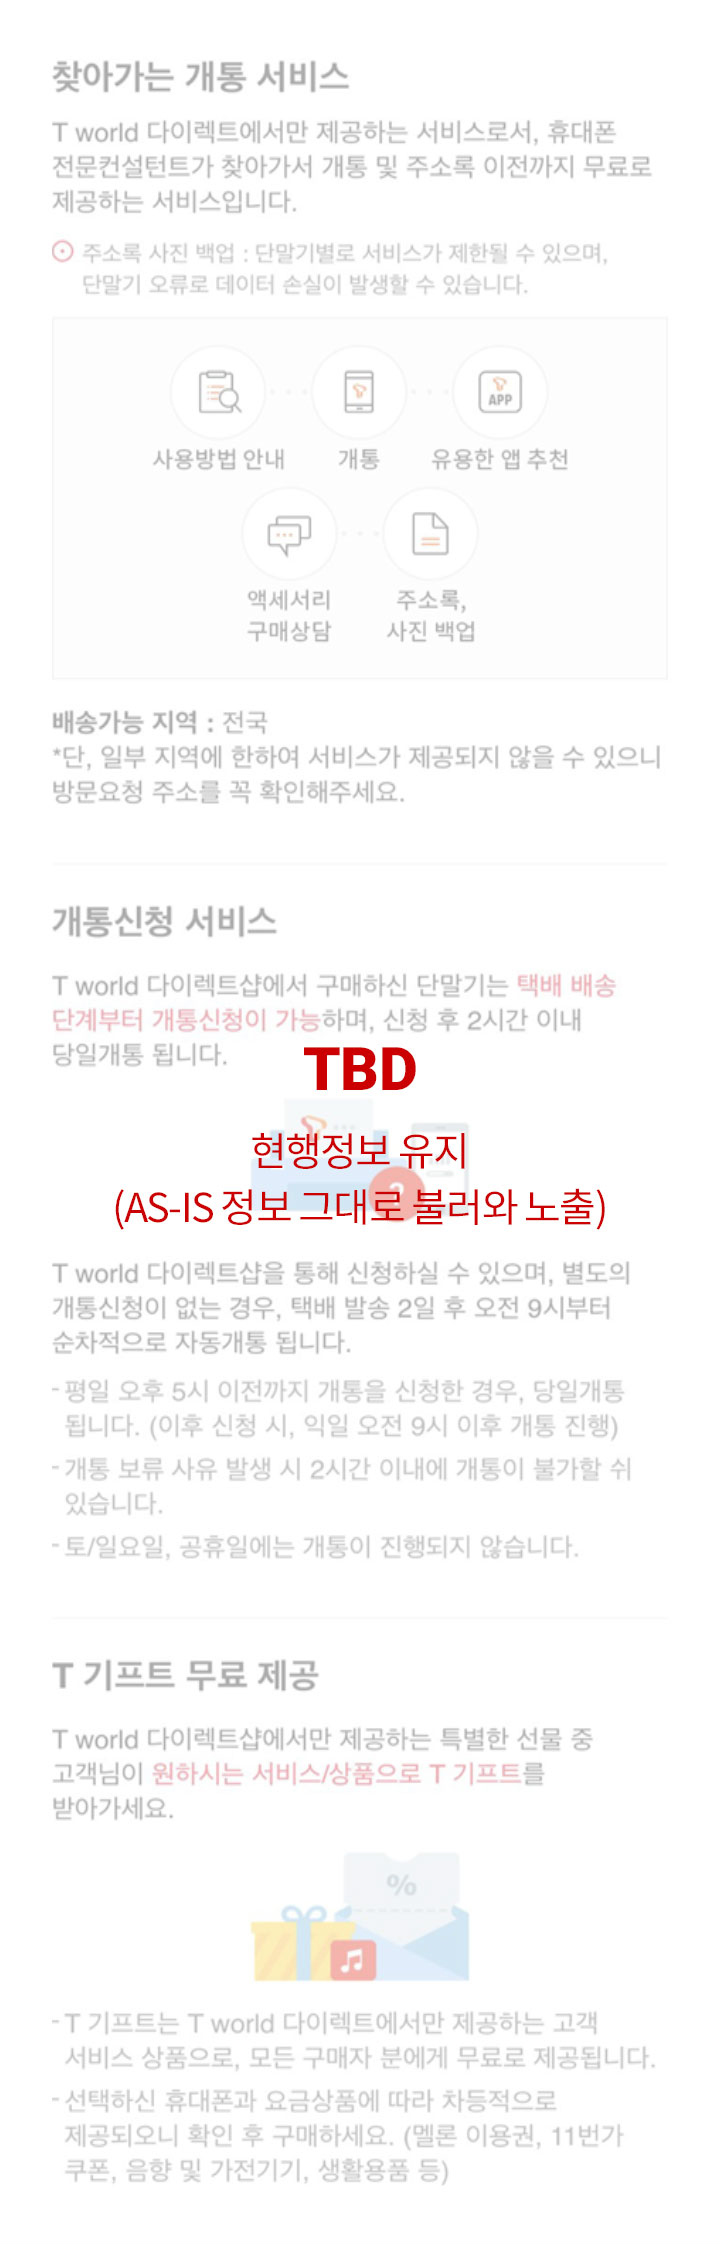 찾아가는 개통 서비스
T world 다이렉트에서만 제공하는 서비스로서, 휴대폰
전문컨설턴트가 찾아가서 개통 및 주소록 이전까지 무료로
제공하는 서비스입니다.
주소록 사진 백업 : 단말기별로 서비스가 제한될 수 있으며,
단말기 오류로 데이터 손실이 발생할 수 있습니다.
APP
사용방법 안내 개통 유용한 앱 추천
액세서리 주소록,
구매상담 사진 백업
배송가능 지역 : 전국
*단, 일부 지역에 한하여 서비스가 제공되지 않을 수 있으니
방문요청 주소를 꼭 확인해주세요.
개통신청 서비스
T world 다이렉트샵에서 구매하신 단말기는 택배 배송
단계부터 개통신청이 가능하며, 신청 후 2시간 이내
당일개통 됩니다.
TBD
현행정보 유지
(AS-IS 정보 그대로 불러와 노출)
2
T world 다이렉트샵을 통해 신청하실 수 있으며, 별도의
개통신청이 없는 경우, 택배 발송 2일 후 오전 9시부터
순차적으로 자동개통 됩니다.
- 평일 오후 5시 이전까지 개통을 신청한 경우, 당일개통
됩니다. (이후 신청 시, 익일 오전 9시 이후 개통 진행)
- 개통 보류 사유 발생 시 2시간 이내에 개통이 불가할 쉬
있습니다.
- 토/일요일, 공휴일에는 개통이 진행되지 않습니다.
T 기프트 무료 제공
T world 다이렉트샵에서만 제공하는 특별한 선물 중
고객님이 원하시는 서비스/상품으로 T 기프트를
받아가세요.
%
- T 기프트는 T world 다이렉트에서만 제공하는 고객
서비스 상품으로, 모든 구매자 분에게 무료로 제공됩니다.
- 선택하신 휴대폰과 요금상품에 따라 차등적으로
제공되오니 확인 후 구매하세요. (멜론 이용권, 11번가
쿠폰, 음향 및 가전기기, 생활용품 등)